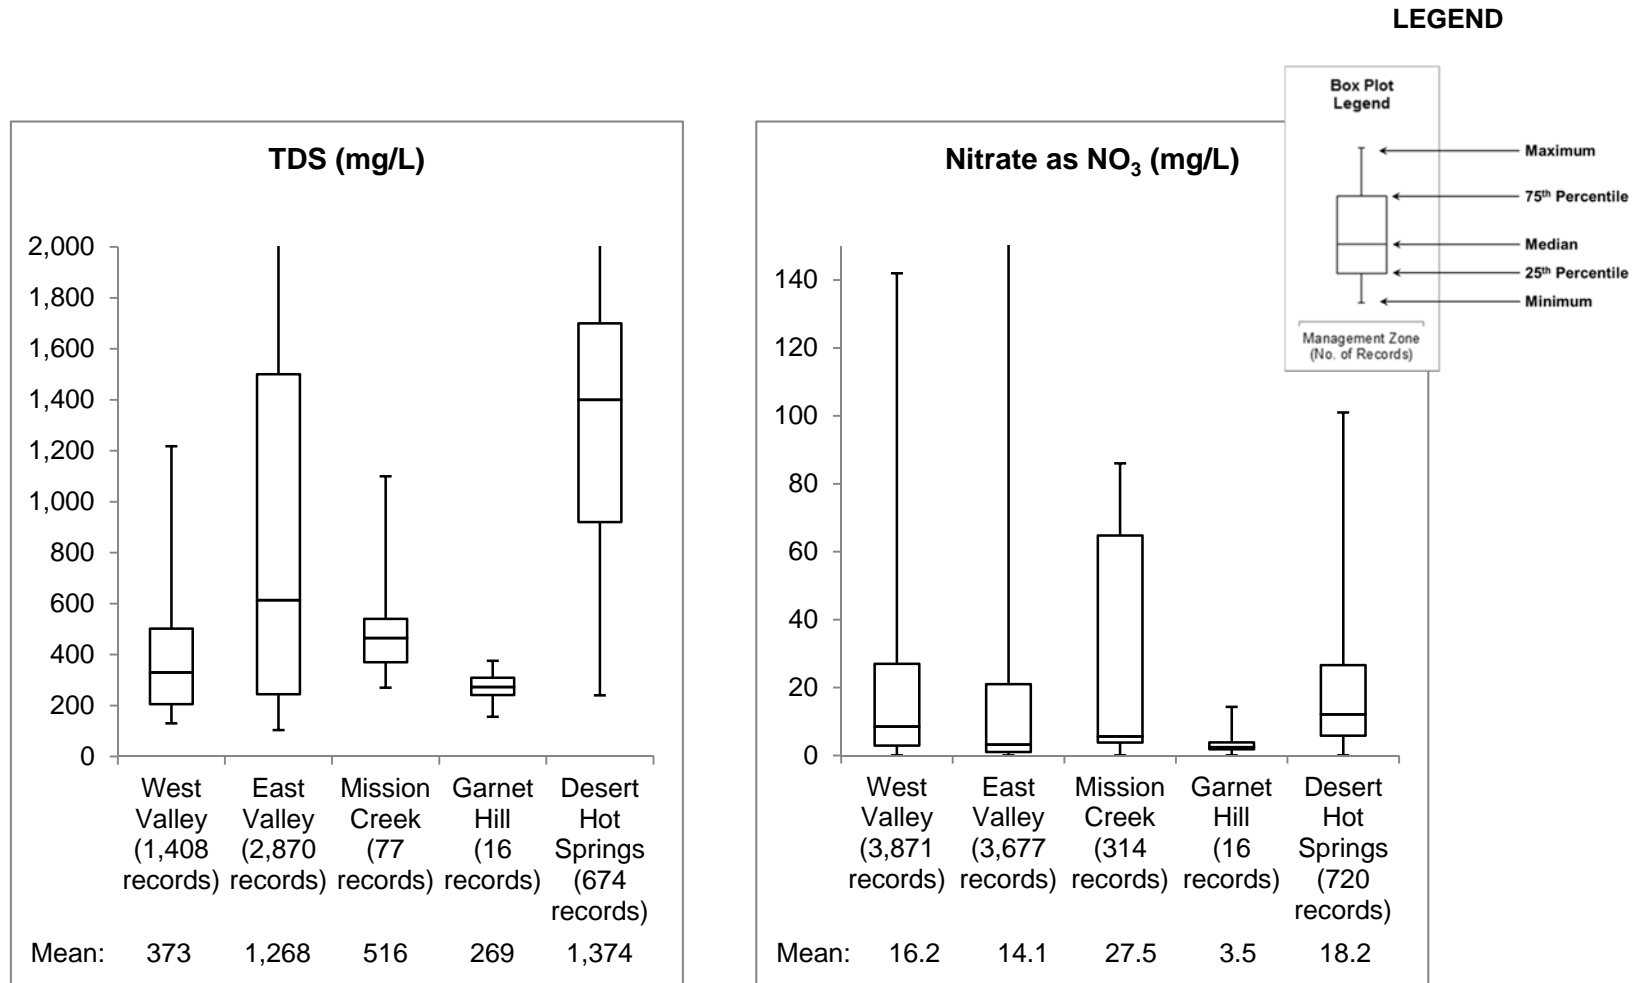 LEGEND
Box Plot
Legend
Maximum
75th Percentile
Median
25th Percentile
Minimum
Management Zone
(No. of Records)
TDS (mg/L)
2,000
1,800
1,600
1,400
1,200
1,000
800
600
400
200
0
West
Valley
(1,408
records)
East
Valley
(2,870
records)
Mission
Creek
(77
records)
Garnet
Hill
(16
records)
Desert
Hot
Springs
(674
records)
Mean: 373 1,268 516 269 1,374
Nitrate as NO₃ (mg/L)
140
120
100
80
60
40
20
0
West
Valley
(3,871
records)
East
Valley
(3,677
records)
Mission
Creek
(314
records)
Garnet
Hill
(16
records)
Desert
Hot
Springs
(720
records)
Mean: 16.2 14.1 27.5 3.5 18.2